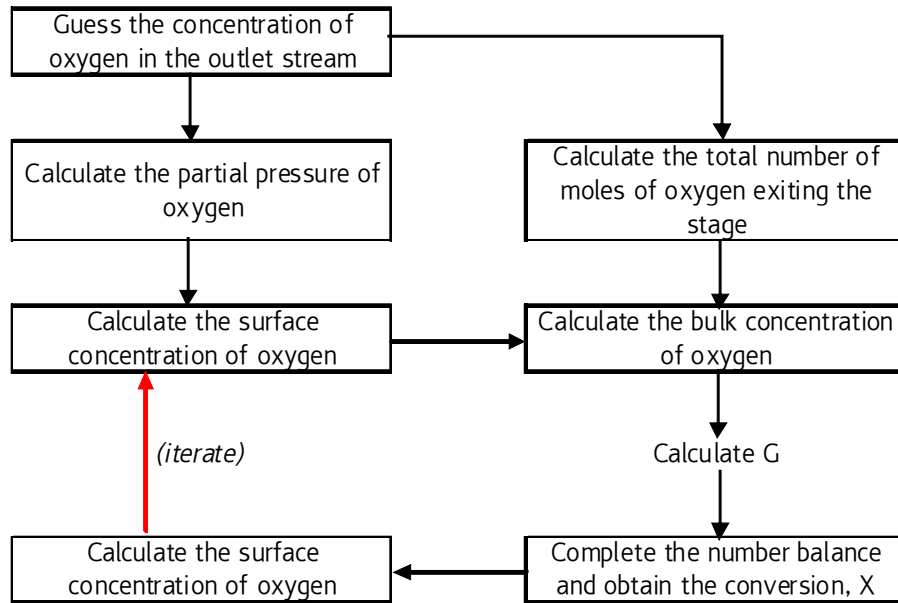 Guess the concentration of
oxygen in the outlet stream
Calculate the partial pressure of
oxygen
Calculate the total number of
moles of oxygen exiting the
stage
Calculate the surface
concentration of oxygen
Calculate the bulk concentration
of oxygen
(iterate)
Calculate G
Calculate the surface
concentration of oxygen
Complete the number balance
and obtain the conversion, X